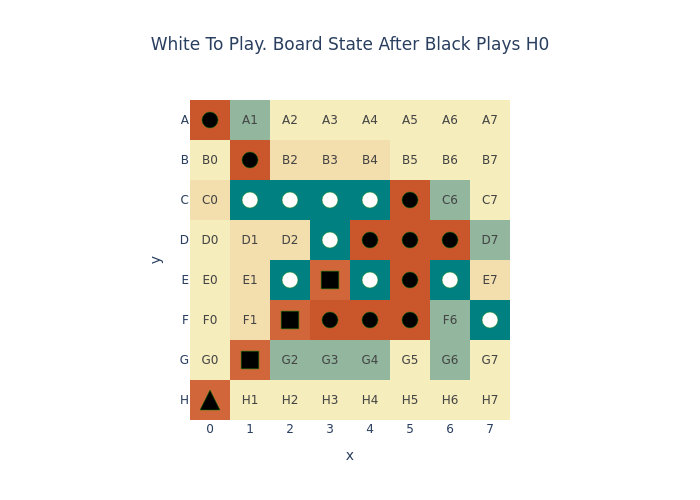 White To Play. Board State After Black Plays H0
A A1 A2 A3 A4 A5 A6 A7
B B0 B2 B3 B4 B5 B6 B7
C C0 C6 C7
D D0 D1 D2 D7
E E0 E1 E7
F F0 F1 F6
G G0 G2 G3 G4 G5 G6 G7
H H1 H2 H3 H4 H5 H6 H7
0 1 2 3 4 5 6 7
x
y